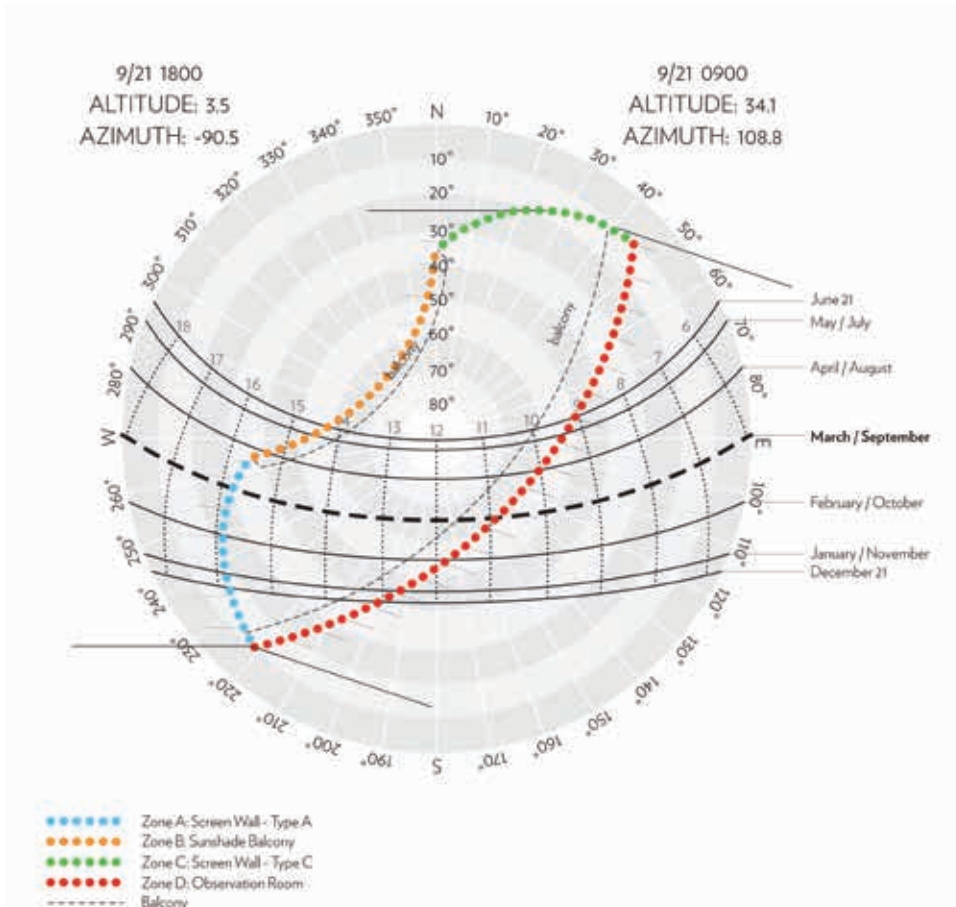 9/21 1800
ALTITUDE: 3.5
AZIMUTH: -90.5
9/21 0900
ALTITUDE: 34.1
AZIMUTH: 108.8
N
10°
20°
30°
40°
50°
60°
70°
80°
E
100°
110°
120°
130°
140°
150°
160°
170°
S
190°
200°
210°
220°
230°
240°
250°
260°
W
280°
290°
300°
310°
320°
330°
340°
350°
10°
20°
30°
40°
50°
60°
70°
80°
18
17
16
15
14
13
12
11
10
9
8
7
6
balcony
balcony
June 21
May / July
April / August
March / September
February / October
January / November
December 21
Zone A: Screen Wall - Type A
Zone B: Sunshade Balcony
Zone C: Screen Wall - Type C
Zone D: Observation Room
Balcony